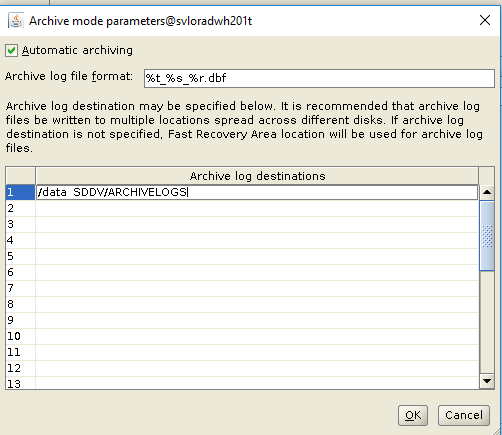 Archive mode parameters@svloradwh201t
Automatic archiving
Archive log file format: %t_%s_%r.dbf
Archive log destination may be specified below. It is recommended that archive log
files be written to multiple locations spread across different disks. If archive log
destination is not specified, Fast Recovery Area location will be used for archive log
files.
Archive log destinations
1 /data SDDV/ARCHIVELOGS
2
3
4
5
6
7
8
9
10
11
12
13
OK Cancel